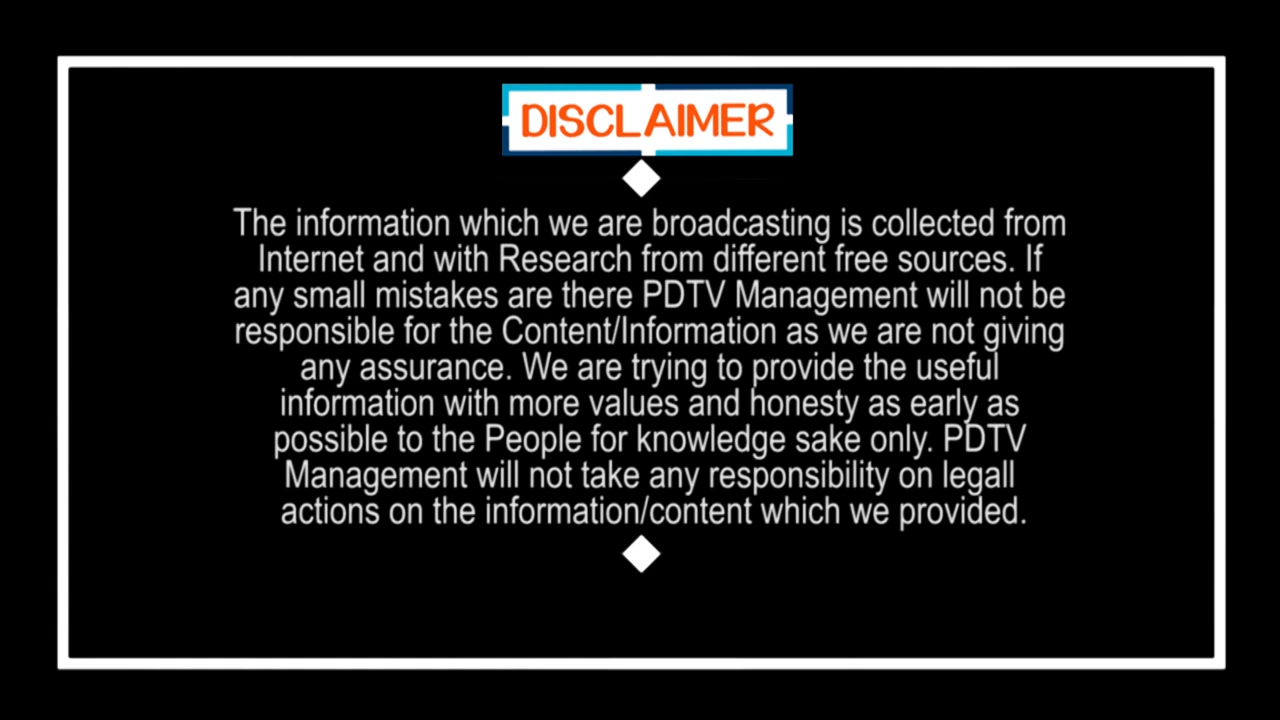 DISCLAIMER
The information which we are broadcasting is collected from
Internet and with Research from different free sources. If
any small mistakes are there PDTV Management will not be
responsible for the Content/Information as we are not giving
any assurance. We are trying to provide the useful
information with more values and honesty as early as
possible to the People for knowledge sake only. PDTV
Management will not take any responsibility on legall
actions on the information/content which we provided.